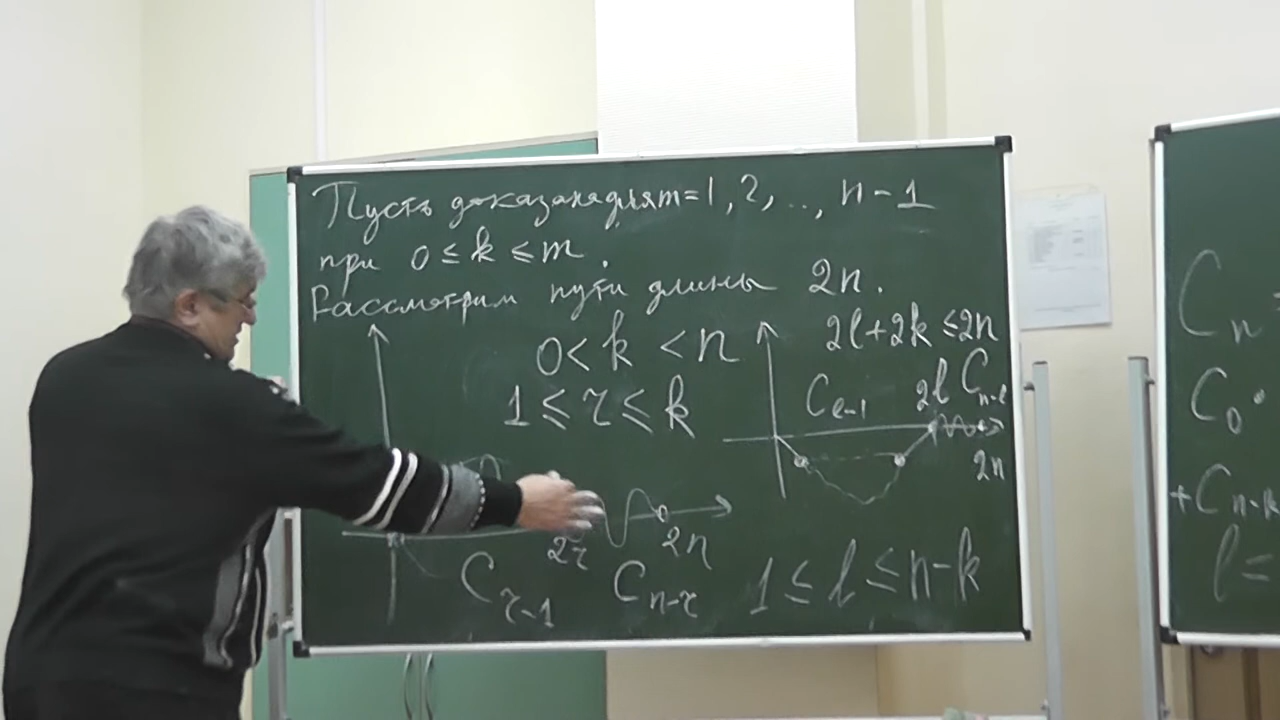 Пусть доказана для m=1,2,..., n-1
при 0 ≤ k ≤ m.
Рассмотрим пути длины 2n.
0 < k < n
1 ≤ r ≤ k
2r
2n
C_{r-1}
C_{n-r}
2l+2k ≤ 2n
C_{l-1}
2l
C_{n-l}
2n
1 ≤ l ≤ n-k
C_n
C_0 ·
+C_{n-k}
l =